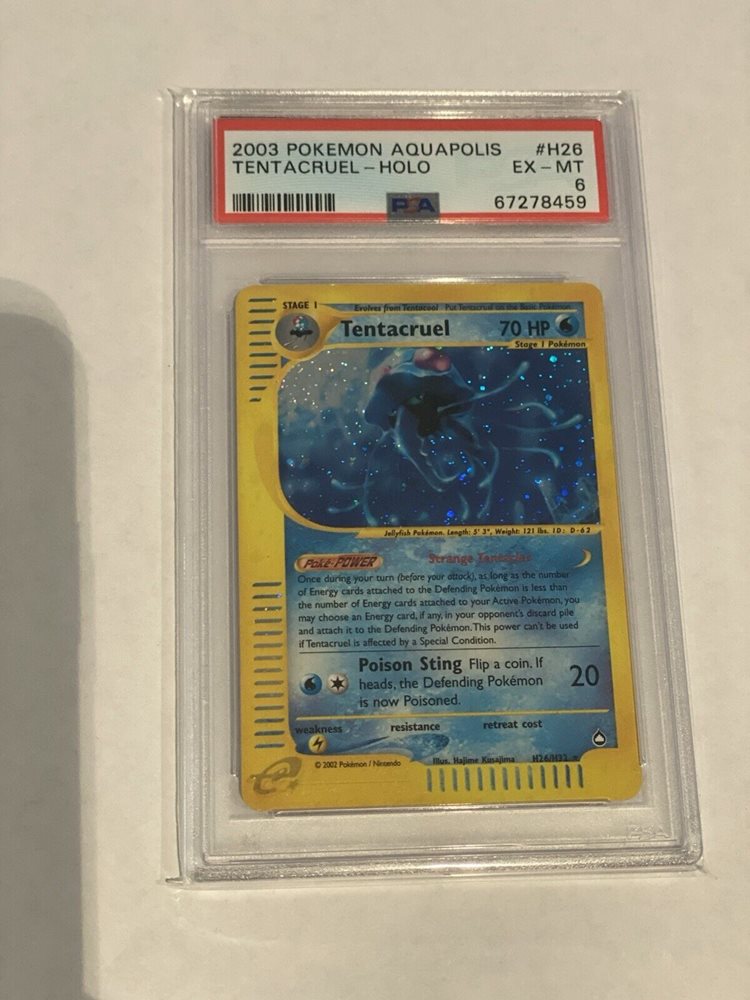 2003 POKEMON AQUAPOLIS #H26
TENTACRUEL - HOLO EX - MT
6
PSA 67278459
STAGE 1 Evolves from Tentacool Put Tentacruel on the Basic Pokémon
Tentacruel 70 HP
Stage 1 Pokémon
Jellyfish Pokémon. Length: 5' 3", Weight: 121 lbs. ID: D-62
Poké-POWER Strange Tentacles
Once during your turn (before your attack), as long as the number
of Energy cards attached to the Defending Pokémon is less than
the number of Energy cards attached to your Active Pokémon, you
may choose an Energy card, if any, in your opponent's discard pile
and attach it to the Defending Pokémon. This power can't be used
if Tentacruel is affected by a Special Condition.
Poison Sting Flip a coin. If
heads, the Defending Pokémon 20
is now Poisoned.
weakness resistance retreat cost
Illus. Hajime Kusajima H26/H32
© 2002 Pokémon / Nintendo
e
PSA